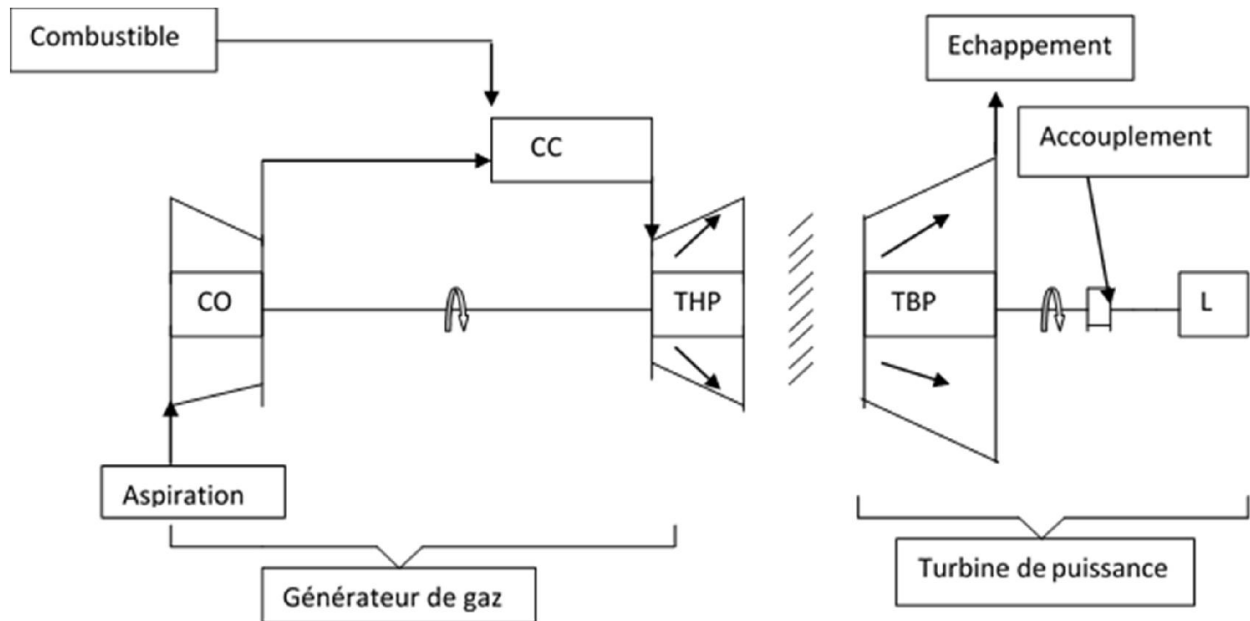 Combustible
Echappement
Accouplement
CC
CO
THP
TBP
L
Aspiration
Générateur de gaz
Turbine de puissance